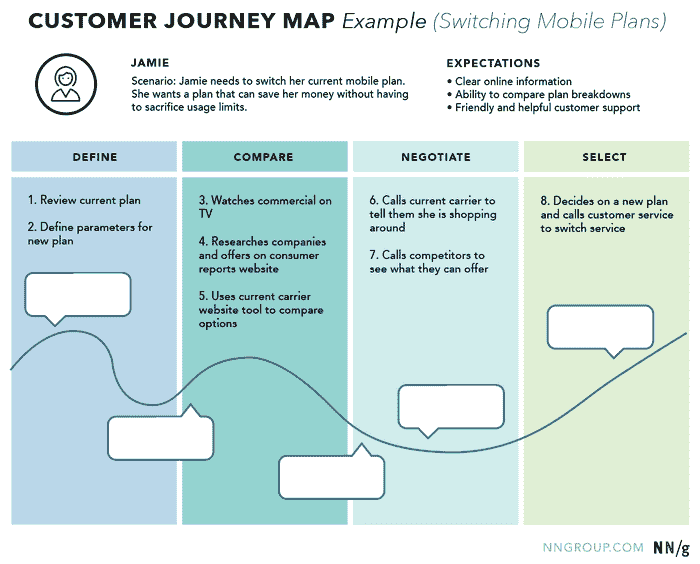 CUSTOMER JOURNEY MAP Example (Switching Mobile Plans)
JAMIE
Scenario: Jamie needs to switch her current mobile plan.
She wants a plan that can save her money without having
to sacrifice usage limits.
EXPECTATIONS
• Clear online information
• Ability to compare plan breakdowns
• Friendly and helpful customer support
DEFINE
1. Review current plan
2. Define parameters for
new plan
COMPARE
3. Watches commercial on
TV
4. Researches companies
and offers on consumer
reports website
5. Uses current carrier
website tool to compare
options
NEGOTIATE
6. Calls current carrier to
tell them she is shopping
around
7. Calls competitors to
see what they can offer
SELECT
8. Decides on a new plan
and calls customer service
to switch service
NNGROUP.COM NN/g